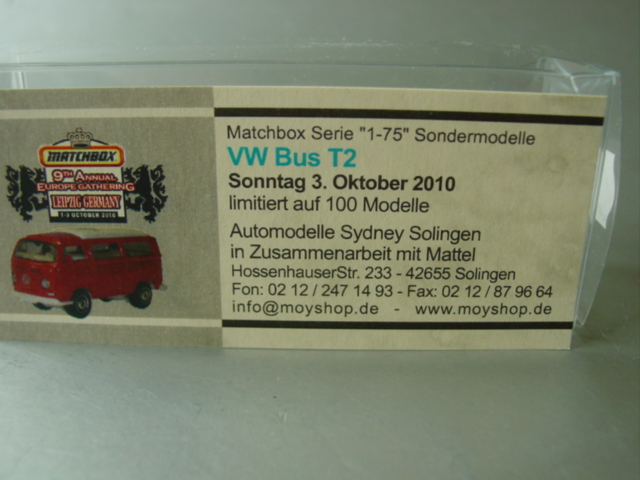 MATCHBOX
9TH ANNUAL
EUROPE GATHERING
LEIPZIG GERMANY
1-3 OCTOBER 2010
Matchbox Serie "1-75" Sondermodelle
VW Bus T2
Sonntag 3. Oktober 2010
limitiert auf 100 Modelle
Automodelle Sydney Solingen
in Zusammenarbeit mit Mattel
HossenhauserStr. 233 - 42655 Solingen
Fon: 02 12 / 247 14 93 - Fax: 02 12 / 87 96 64
info@moyshop.de - www.moyshop.de